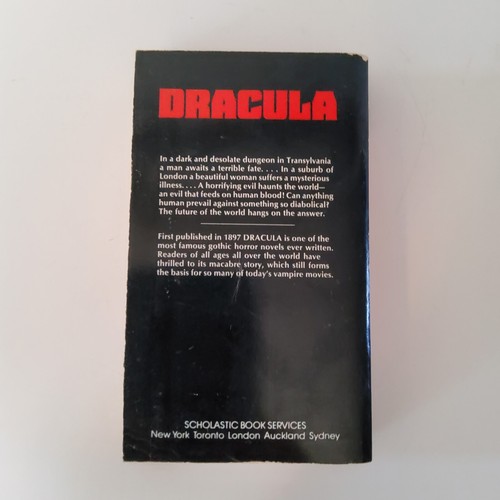 DRACULA
In a dark and desolate dungeon in Transylvania
a man awaits a terrible fate. . . . In a suburb of
London a beautiful woman suffers a mysterious
illness. . . . A horrifying evil haunts the world—
an evil that feeds on human blood! Can anything
human prevail against something so diabolical?
The future of the world hangs on the answer.
First published in 1897 DRACULA is one of the
most famous gothic horror novels ever written.
Readers of all ages all over the world have
thrilled to its macabre story, which still forms
the basis for so many of today's vampire movies.
SCHOLASTIC BOOK SERVICES
New York Toronto London Auckland Sydney